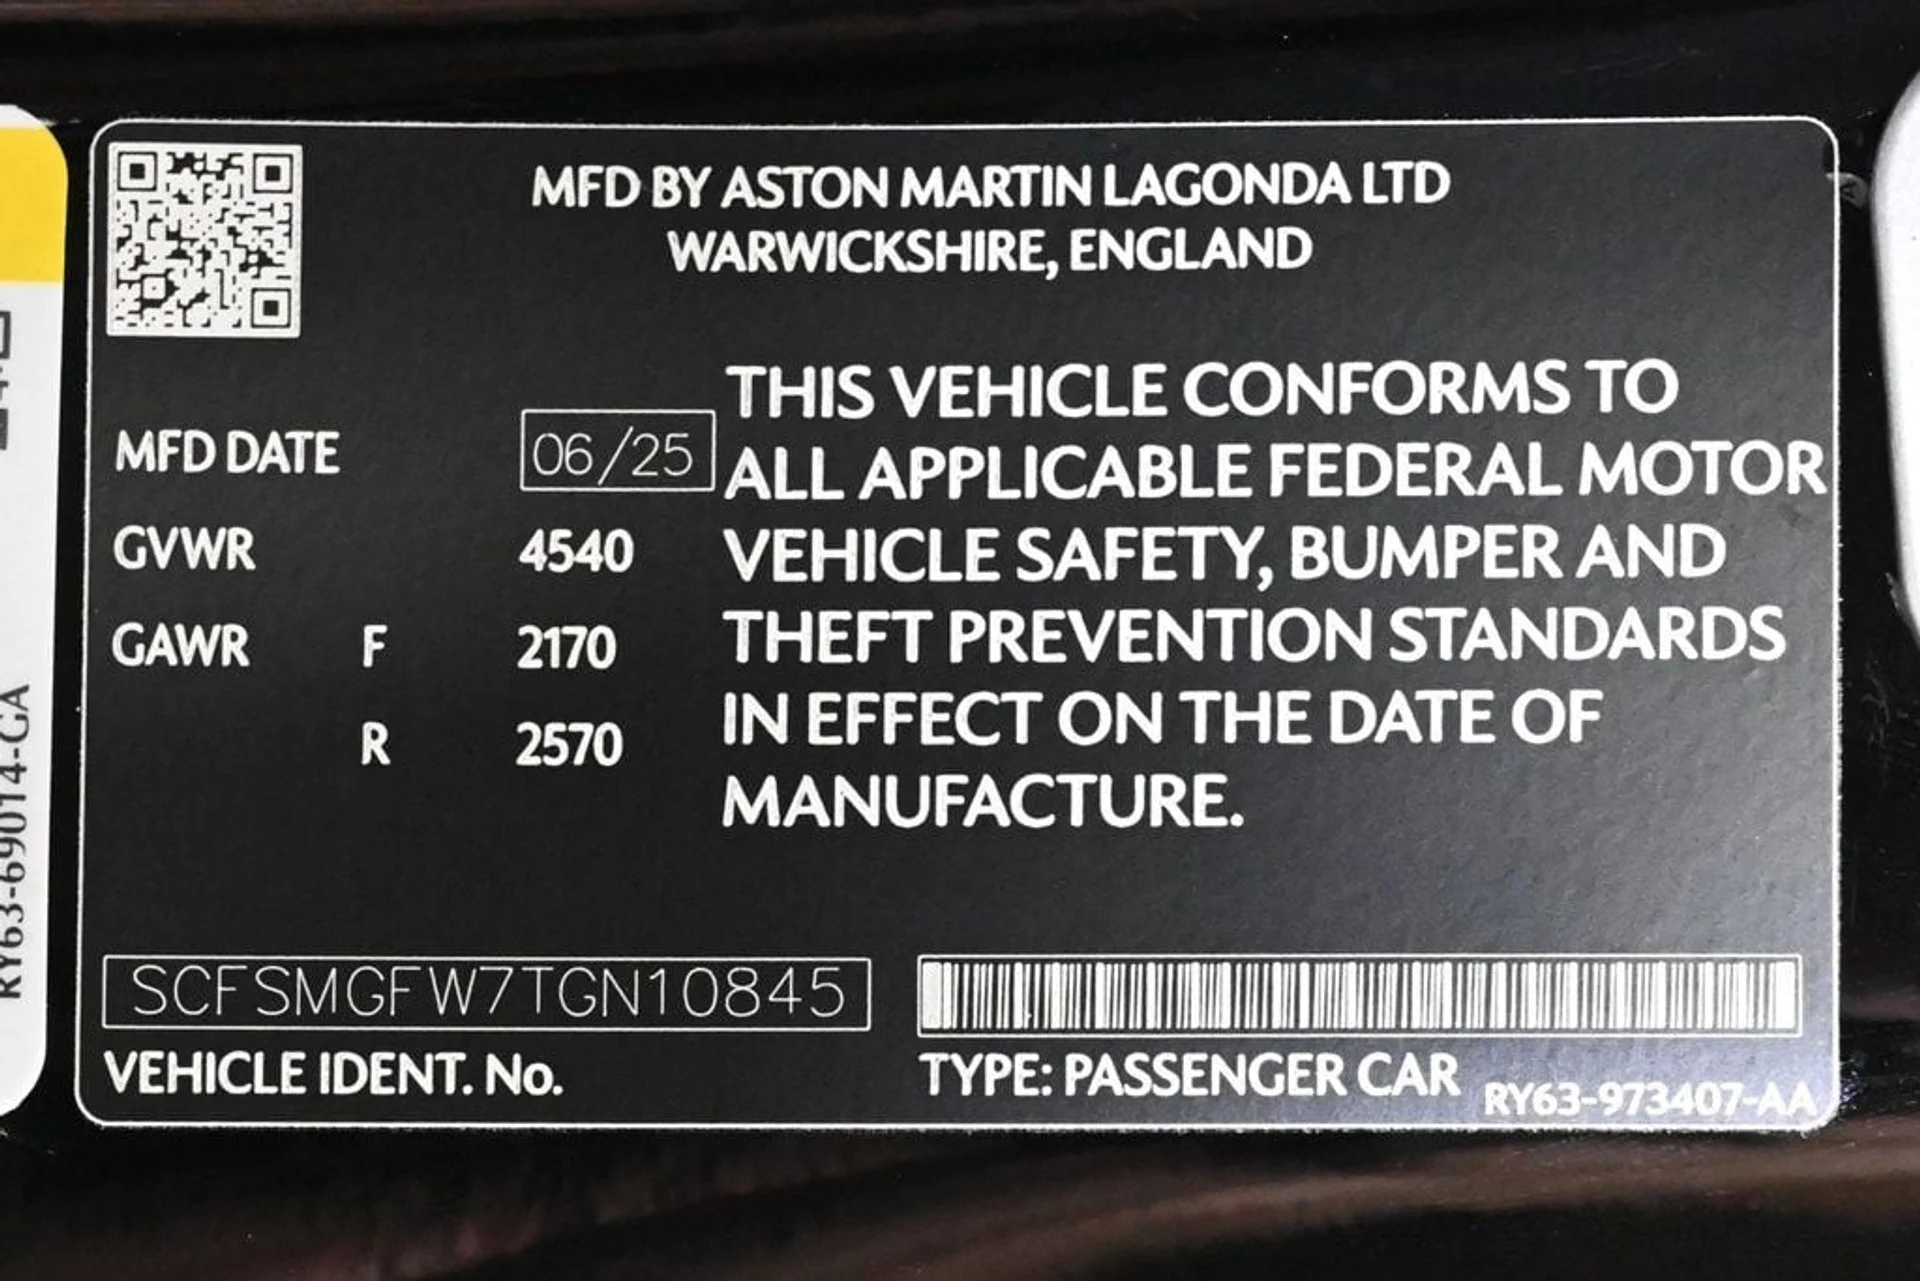 MFD BY ASTON MARTIN LAGONDA LTD
WARWICKSHIRE, ENGLAND
THIS VEHICLE CONFORMS TO
ALL APPLICABLE FEDERAL MOTOR
VEHICLE SAFETY, BUMPER AND
THEFT PREVENTION STANDARDS
IN EFFECT ON THE DATE OF
MANUFACTURE.
MFD DATE 06/25
GVWR 4540
GAWR F 2170
R 2570
SCFSMGFW7TGN10845
VEHICLE IDENT. No.
TYPE: PASSENGER CAR
RY63-973407-AA
RY63-69014-GA